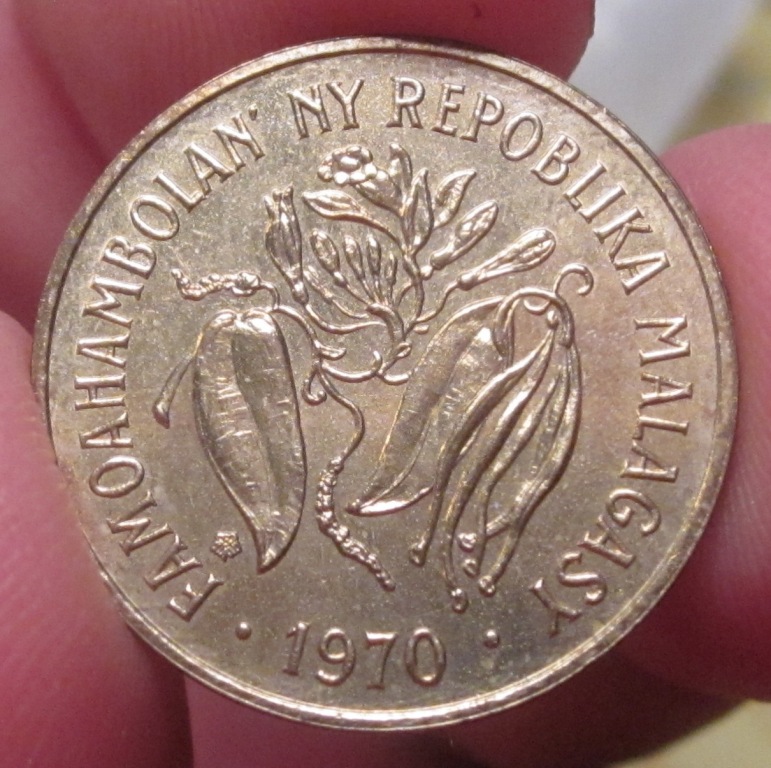 FAMOAHAMBOLAN' NY REPOBLIKA MALAGASY
· 1970 ·